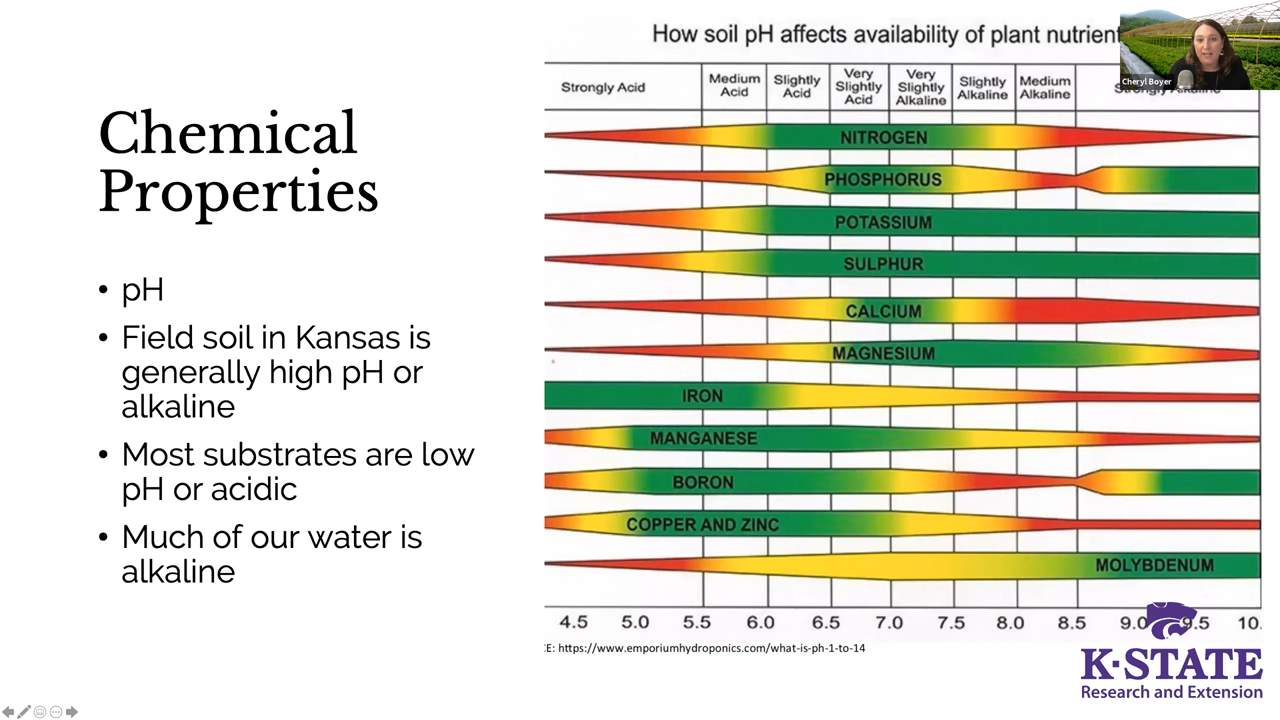 How soil pH affects availability of plant nutrient
Cheryl Boyer
Chemical
Properties
• pH
• Field soil in Kansas is
generally high pH or
alkaline
• Most substrates are low
pH or acidic
• Much of our water is
alkaline
Strongly Acid
Medium
Acid
Slightly
Acid
Very
Slightly
Acid
Very
Slightly
Alkaline
Slightly
Alkaline
Medium
Alkaline
NITROGEN
PHOSPHORUS
POTASSIUM
SULPHUR
CALCIUM
MAGNESIUM
IRON
MANGANESE
BORON
COPPER AND ZINC
MOLYBDENUM
4.5 5.0 5.5 6.0 6.5 7.0 7.5 8.0 8.5 9.0 9.5 10.
E: https://www.emporiumhydroponics.com/what-is-ph-1-to-14
K-STATE
Research and Extension